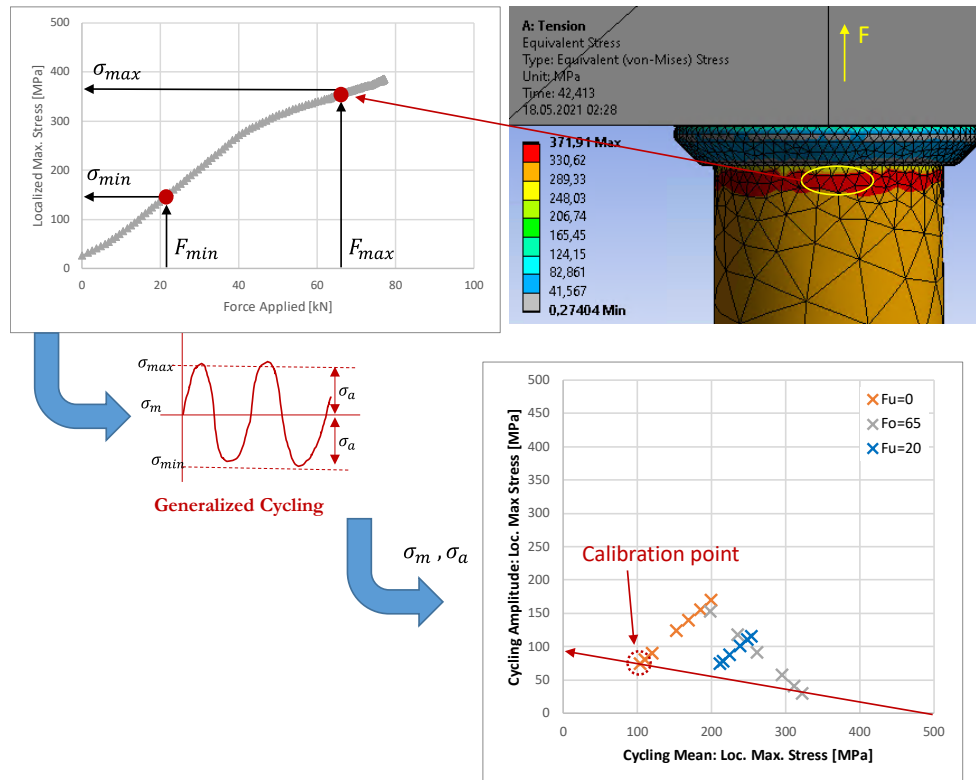 500
400
300
200
100
0
0
20
40
60
80
100
Localized Max. Stress [MPa]
Force Applied [kN]
σmax
σmin
Fmin
Fmax
A: Tension
Equivalent Stress
Type: Equivalent (von-Mises) Stress
Unit: MPa
Time: 42,413
18.05.2021 02:28
F
371,91 Max
330,62
289,33
248,03
206,74
165,45
124,15
82,861
41,567
0,27404 Min
σmax
σm
σmin
σa
σa
Generalized Cycling
σm , σa
500
450
400
350
300
250
200
150
100
50
0
0
100
200
300
400
500
Cycling Amplitude: Loc. Max Stress [MPa]
Cycling Mean: Loc. Max. Stress [MPa]
Fu=0
Fo=65
Fu=20
Calibration point